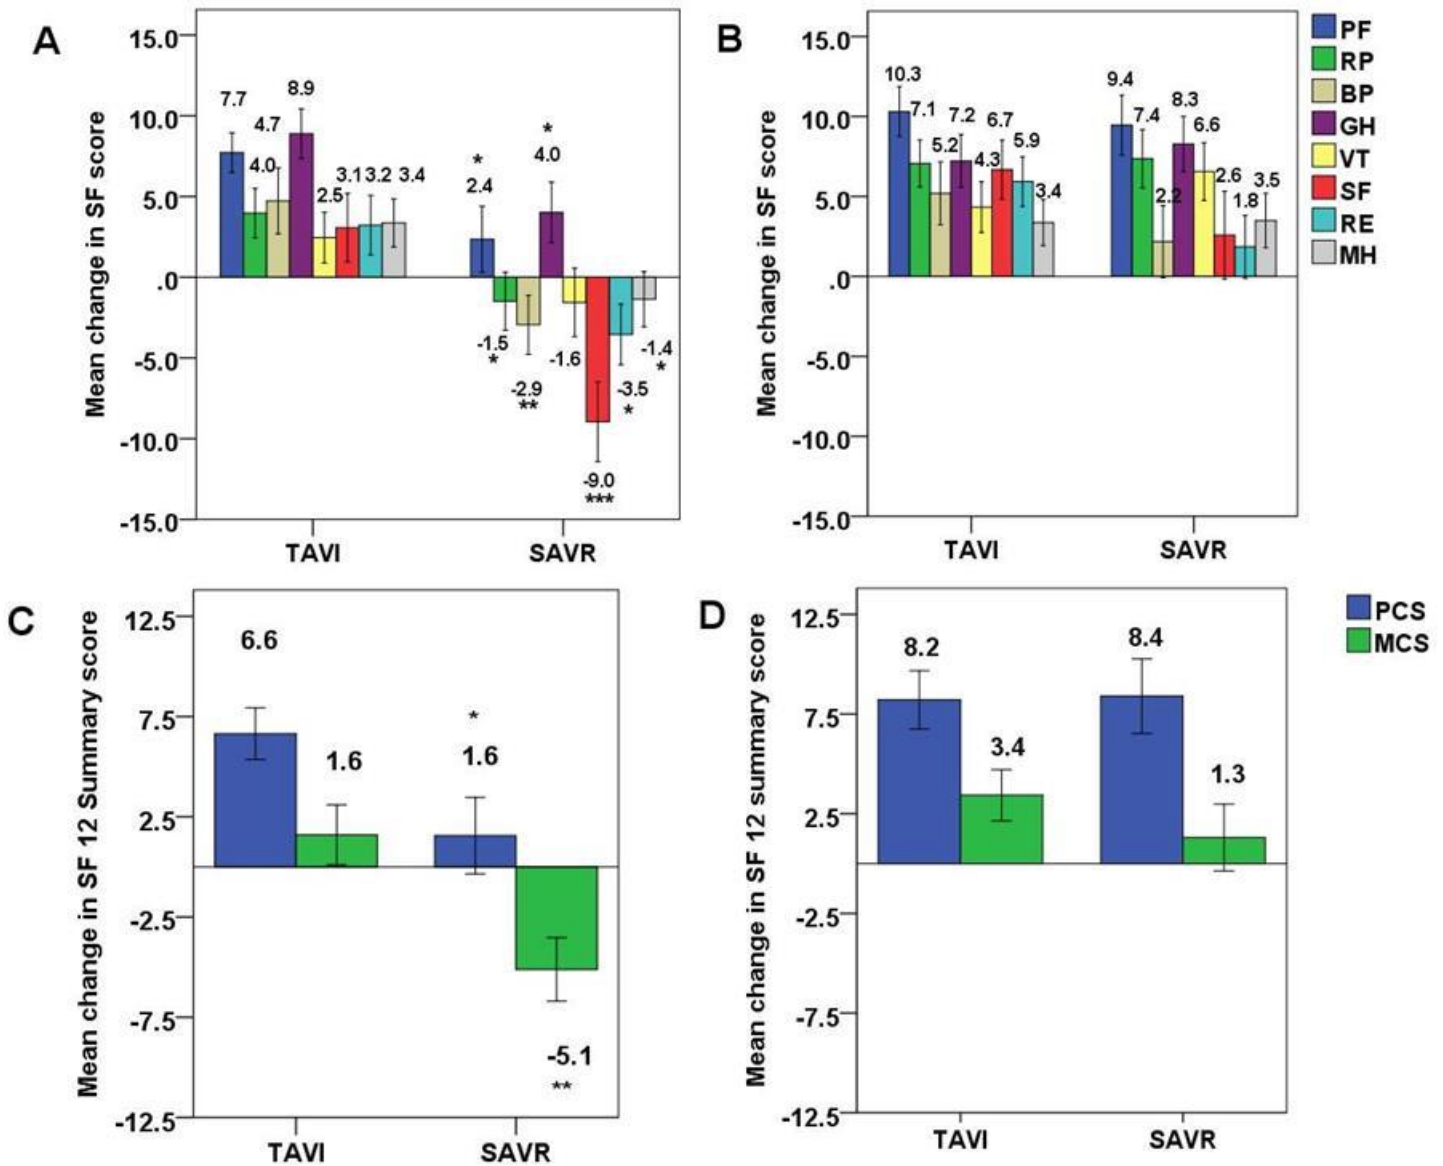 A
Mean change in SF score
15.0
10.0
5.0
.0
-5.0
-10.0
-15.0
7.7
4.0
4.7
8.9
2.5
3.1
3.2
3.4
*
2.4
*
4.0
-1.5
*
-2.9
**
-1.6
-9.0
***
-3.5
*
-1.4
*
TAVI
SAVR
B
Mean change in SF score
15.0
10.0
5.0
.0
-5.0
-10.0
-15.0
10.3
7.1
5.2
7.2
4.3
6.7
5.9
3.4
9.4
7.4
2.2
8.3
6.6
2.6
1.8
3.5
TAVI
SAVR
PF
RP
BP
GH
VT
SF
RE
MH
C
Mean change in SF 12 Summary score
12.5
7.5
2.5
-2.5
-7.5
-12.5
6.6
1.6
*
1.6
-5.1
**
TAVI
SAVR
D
Mean change in SF 12 summary score
12.5
7.5
2.5
-2.5
-7.5
-12.5
8.2
3.4
8.4
1.3
TAVI
SAVR
PCS
MCS